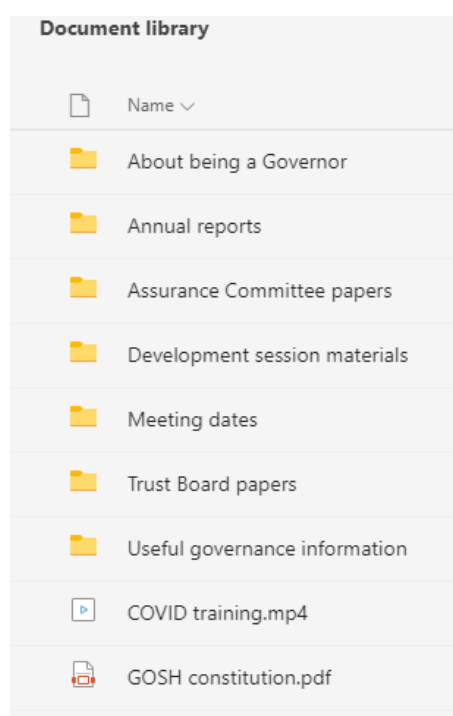 Document library
Name
About being a Governor
Annual reports
Assurance Committee papers
Development session materials
Meeting dates
Trust Board papers
Useful governance information
COVID training.mp4
GOSH constitution.pdf